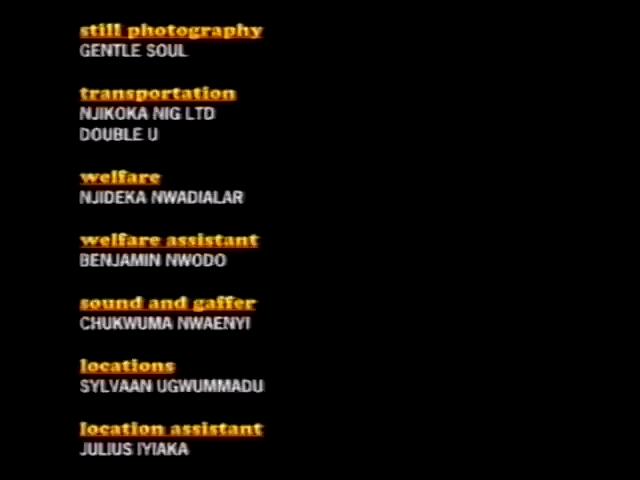 still photography
GENTLE SOUL
transportation
NJIKOKA NIG LTD
DOUBLE U
welfare
NJIDEKA NWADIALAR
welfare assistant
BENJAMIN NWODO
sound and gaffer
CHUKWUMA NWAENYI
locations
SYLVAAN UGWUMMADU
location assistant
JULIUS IYIAKA